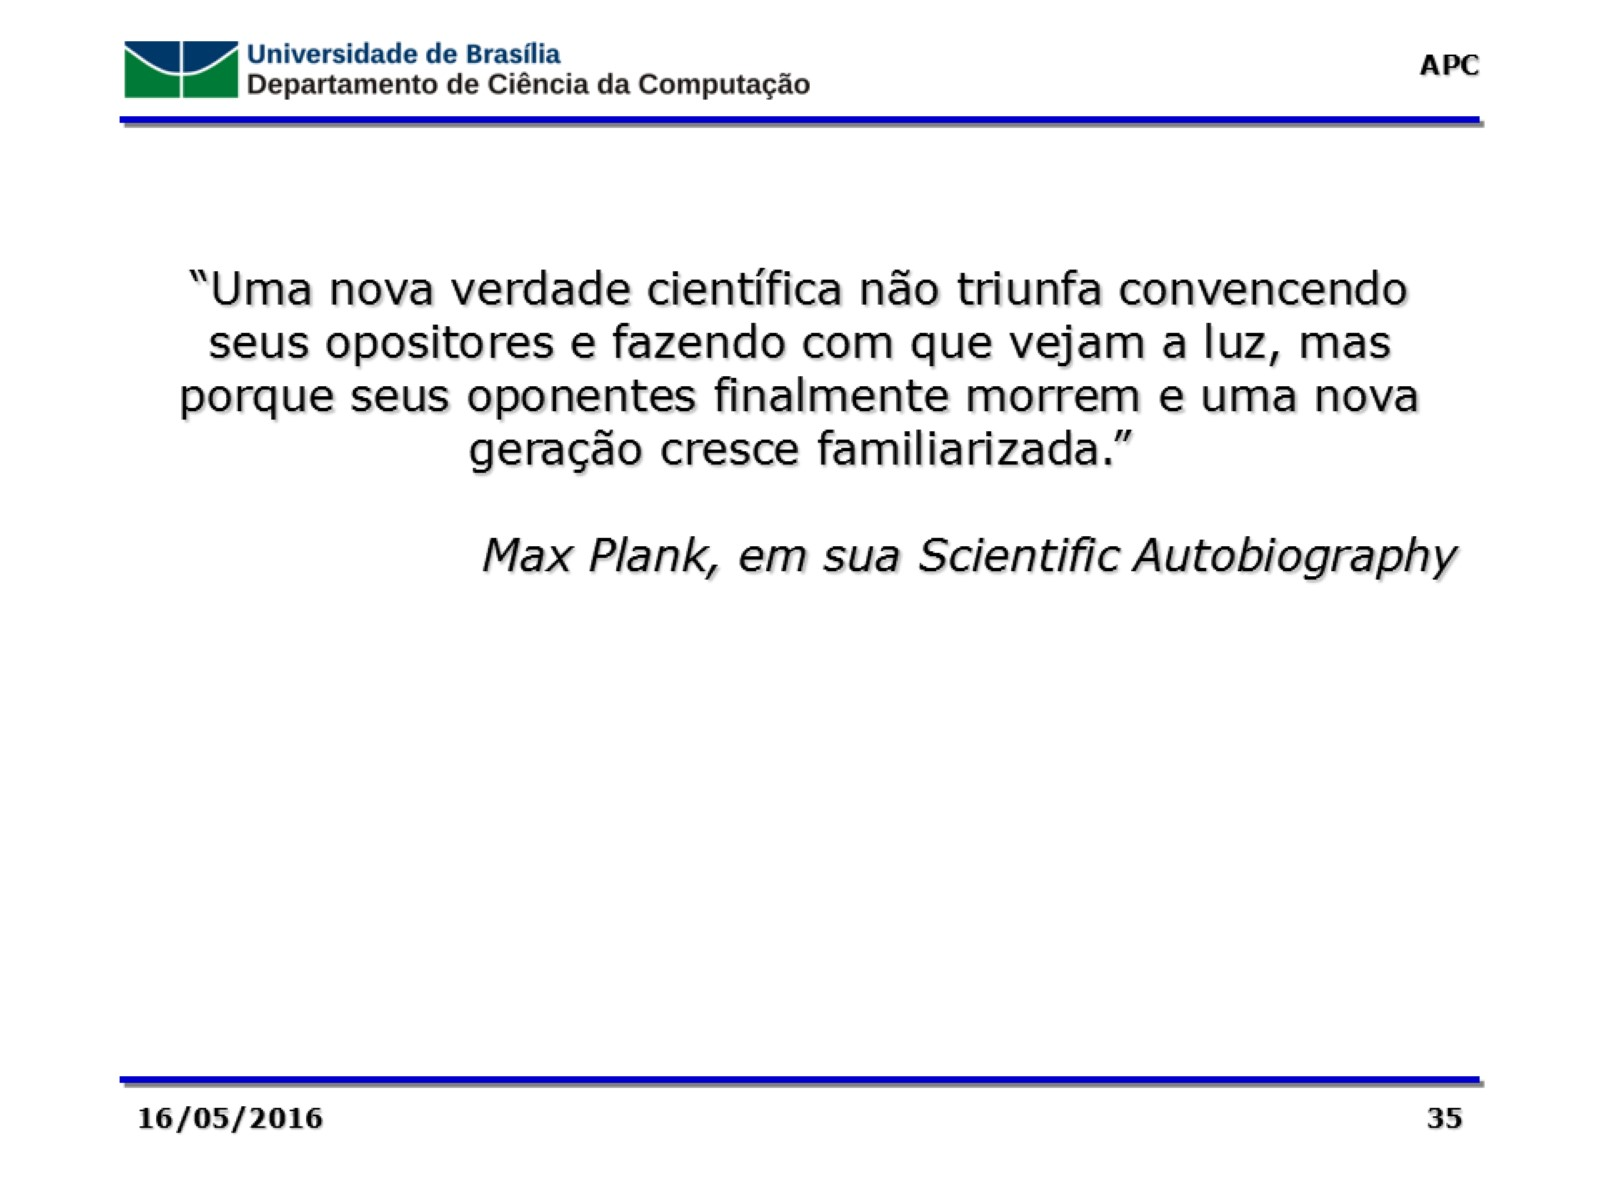 Universidade de Brasília
Departamento de Ciência da Computação
APC
“Uma nova verdade científica não triunfa convencendo
seus opositores e fazendo com que vejam a luz, mas
porque seus oponentes finalmente morrem e uma nova
geração cresce familiarizada.”
Max Plank, em sua Scientific Autobiography
16/05/2016
35